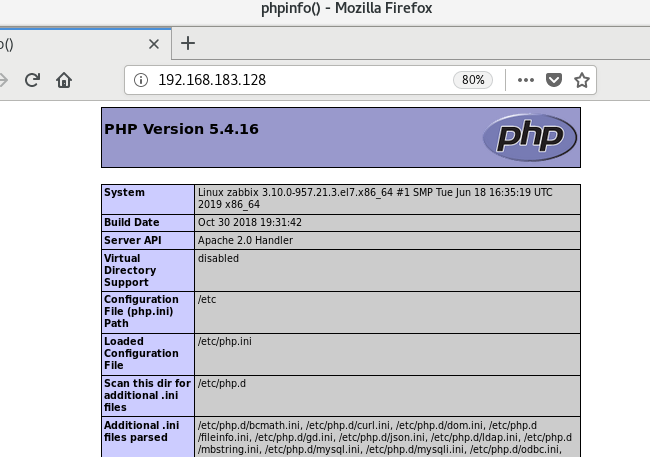 phpinfo() - Mozilla Firefox
o()
192.168.183.128
80%
PHP Version 5.4.16
php
System
Linux zabbix 3.10.0-957.21.3.el7.x86_64 #1 SMP Tue Jun 18 16:35:19 UTC
2019 x86_64
Build Date
Oct 30 2018 19:31:42
Server API
Apache 2.0 Handler
Virtual
Directory
Support
disabled
Configuration
File (php.ini)
Path
/etc
Loaded
Configuration
File
/etc/php.ini
Scan this dir for
additional .ini
files
/etc/php.d
Additional .ini
files parsed
/etc/php.d/bcmath.ini, /etc/php.d/curl.ini, /etc/php.d/dom.ini, /etc/php.d
/fileinfo.ini, /etc/php.d/gd.ini, /etc/php.d/json.ini, /etc/php.d/ldap.ini, /etc/php.d
/mbstring.ini, /etc/php.d/mysql.ini, /etc/php.d/mysqli.ini, /etc/php.d/odbc.ini,